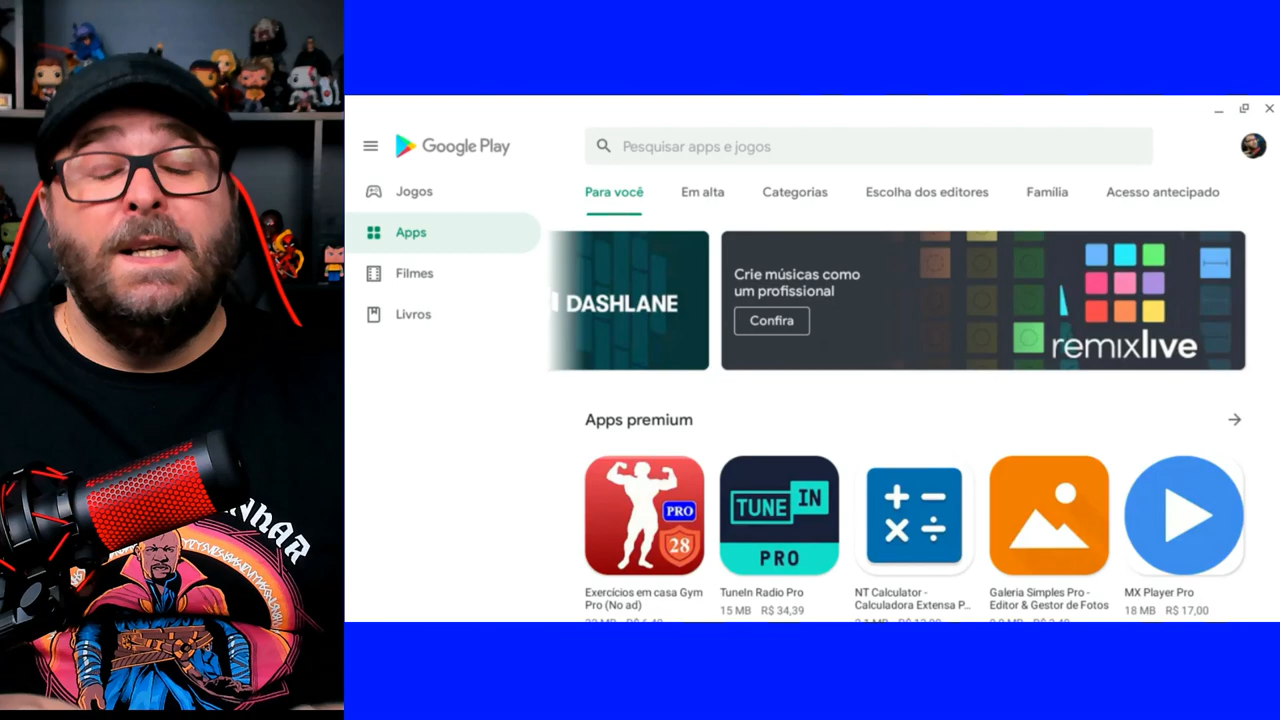 Google Play
Pesquisar apps e jogos
Jogos
Apps
Filmes
Livros
Para você
Em alta
Categorias
Escolha dos editores
Família
Acesso antecipado
DASHLANE
Crie músicas como
um profissional
Confira
remixlive
Apps premium
PRO
28
TUNE IN
PRO
Exercícios em casa Gym
Pro (No ad)
TuneIn Radio Pro
15 MB R$ 34,39
NT Calculator -
Calculadora Extensa P...
Galeria Simples Pro -
Editor & Gestor de Fotos
MX Player Pro
18 MB R$ 17,00